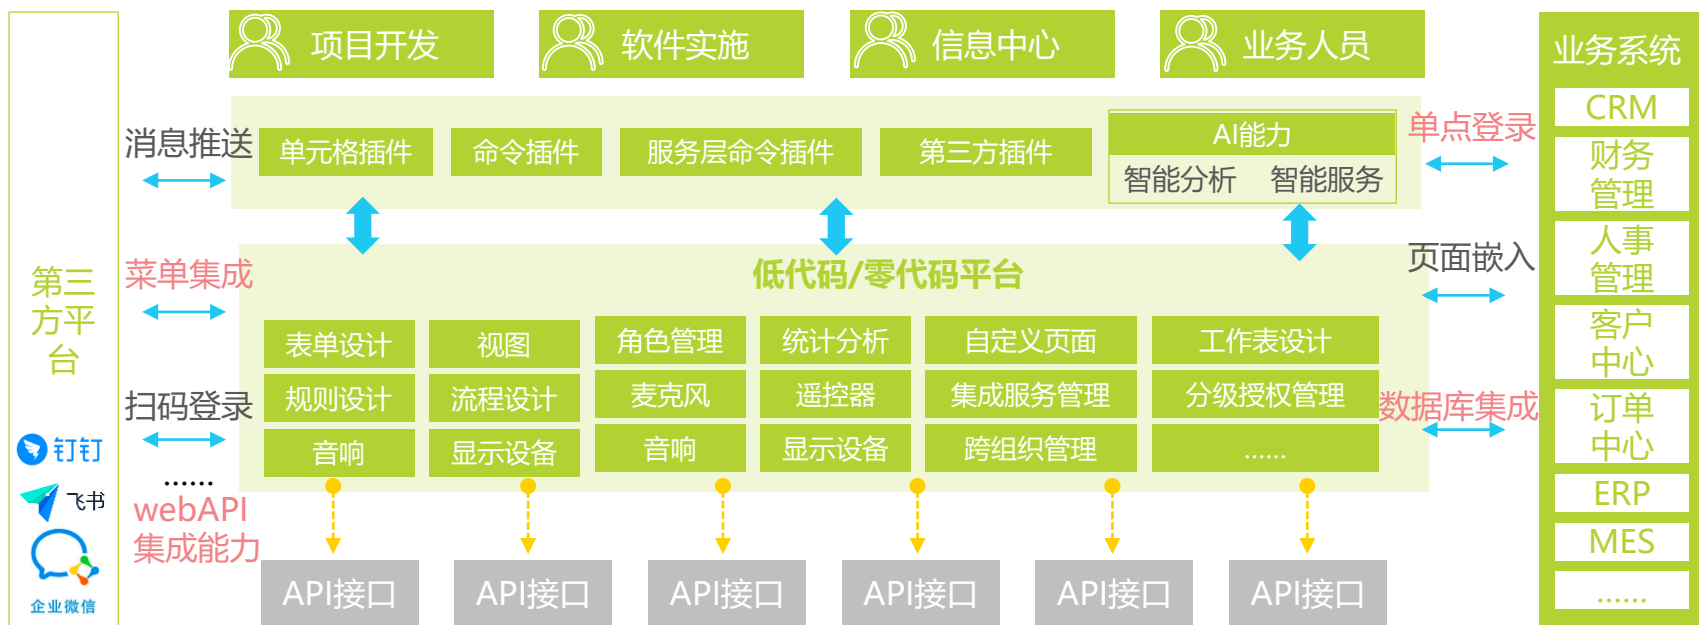 项目开发
软件实施
信息中心
业务人员
第三
方平
台
钉钉
飞书
企业微信
消息推送
菜单集成
扫码登录
......
webAPI
集成能力
单元格插件
命令插件
服务层命令插件
第三方插件
AI能力
智能分析 智能服务
低代码/零代码平台
表单设计
视图
角色管理
统计分析
自定义页面
工作表设计
规则设计
流程设计
麦克风
遥控器
集成服务管理
分级授权管理
音响
显示设备
音响
显示设备
跨组织管理
......
API接口
API接口
API接口
API接口
API接口
API接口
单点登录
页面嵌入
数据库集成
业务系统
CRM
财务
管理
人事
管理
客户
中心
订单
中心
ERP
MES
......